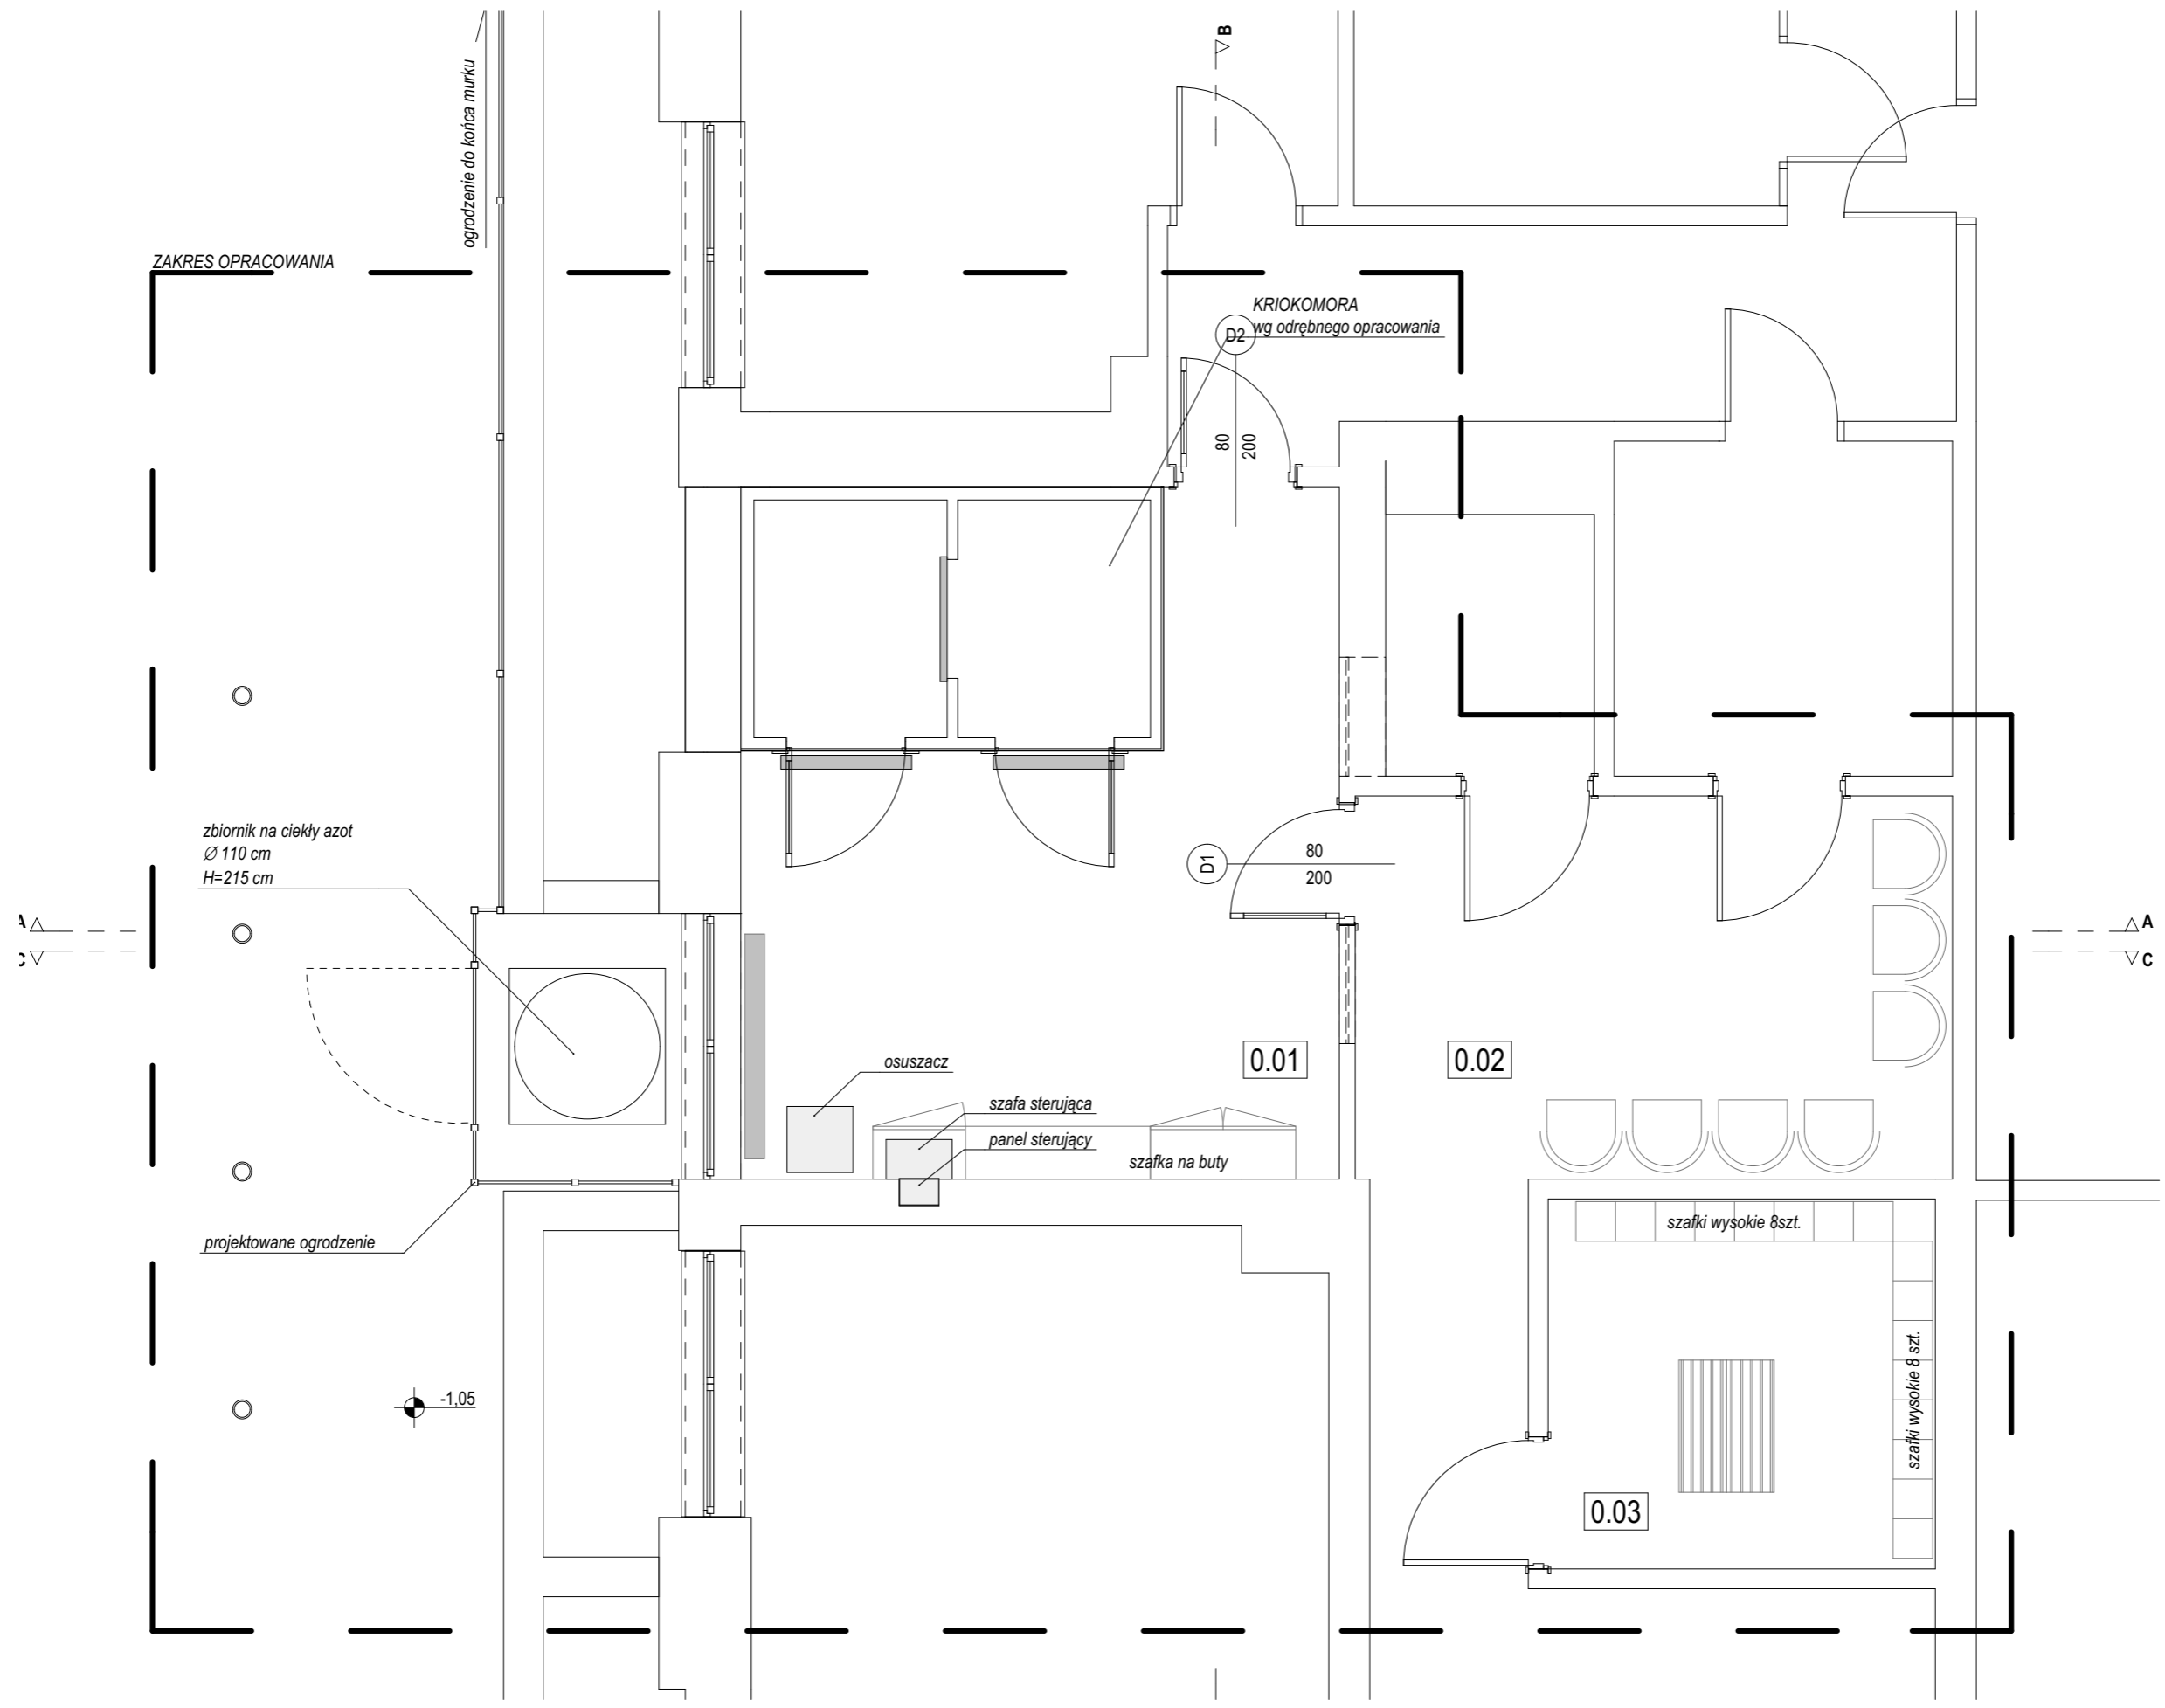 B
ogrodzenie do końca murku
ZAKRES OPRACOWANIA
KRIOKOMORA
D2
wg odrębnego opracowania
80
200
zbiornik na ciekły azot
Ø 110 cm
H=215 cm
D1
80
200
A
C
A
C
0.01
0.02
osuszacz
szafa sterująca
panel sterujący
szafka na buty
projektowane ogrodzenie
szafki wysokie 8szt.
szafki wysokie 8 szt.
-1,05
0.03